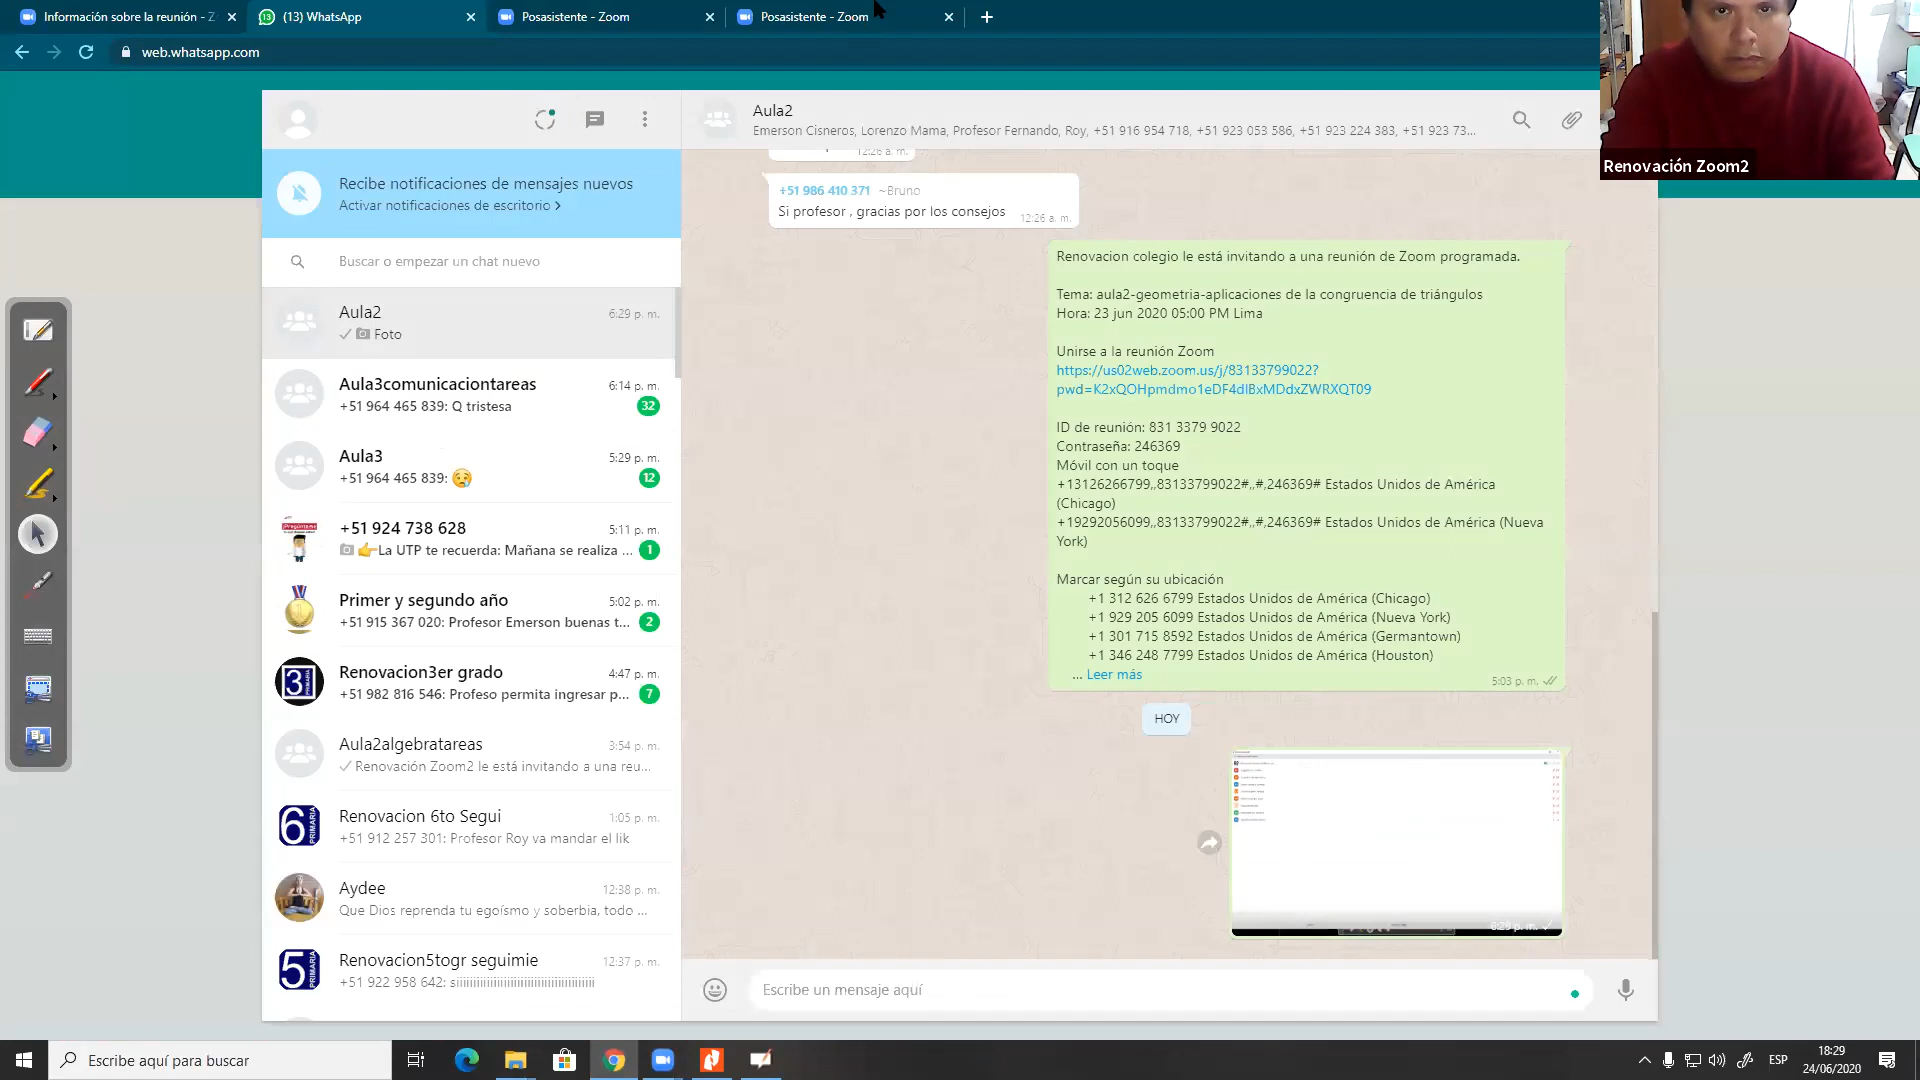 Información sobre la reunión - Z
(13) WhatsApp
Posasistente - Zoom
Posasistente - Zoom
web.whatsapp.com
Renovación Zoom2
Recibe notificaciones de mensajes nuevos
Activar notificaciones de escritorio >
Buscar o empezar un chat nuevo
Aula2
6:29 p. m.
Foto
Aula3comunicaciontareas
6:14 p. m.
+51 964 465 839: Q tristesa
32
Aula3
5:29 p. m.
+51 964 465 839: 😢
12
+51 924 738 628
5:11 p. m.
👉La UTP te recuerda: Mañana se realiza ...
1
Primer y segundo año
5:02 p. m.
+51 915 367 020: Profesor Emerson buenas t...
2
Renovacion3er grado
4:47 p. m.
+51 982 816 546: Profeso permita ingresar p...
7
3 PRIMARIA
Aula2algebratareas
3:54 p. m.
Renovación Zoom2 le está invitando a una reu...
Renovacion 6to Segui
1:05 p. m.
+51 912 257 301: Profesor Roy va mandar el lik
6 PRIMARIA
Aydee
12:38 p. m.
Que Dios reprenda tu egoísmo y soberbia, todo ...
Renovacion5togr seguimie
12:37 p. m.
+51 922 958 642: siiiiiiiiiiiiiiiiiiiiiiiiiiiiiiiiiiiiiii
5 PRIMARIA
Aula2
Emerson Cisneros, Lorenzo Mama, Profesor Fernando, Roy, +51 916 954 718, +51 923 053 586, +51 923 224 383, +51 923 73...
12:26 a. m.
+51 986 410 371 ~Bruno
Si profesor , gracias por los consejos
12:26 a. m.
Renovacion colegio le está invitando a una reunión de Zoom programada.
Tema: aula2-geometria-aplicaciones de la congruencia de triángulos
Hora: 23 jun 2020 05:00 PM Lima
Unirse a la reunión Zoom
https://us02web.zoom.us/j/83133799022?
pwd=K2xQOHpmdmo1eDF4dlBxMDdxZWRXQT09
ID de reunión: 831 3379 9022
Contraseña: 246369
Móvil con un toque
+13126266799,,83133799022#,,#,246369# Estados Unidos de América
(Chicago)
+19292056099,,83133799022#,,#,246369# Estados Unidos de América (Nueva
York)
Marcar según su ubicación
+1 312 626 6799 Estados Unidos de América (Chicago)
+1 929 205 6099 Estados Unidos de América (Nueva York)
+1 301 715 8592 Estados Unidos de América (Germantown)
+1 346 248 7799 Estados Unidos de América (Houston)
... Leer más
5:03 p. m.
HOY
6:29 p. m.
Escribe un mensaje aquí
Escribe aquí para buscar
ESP
18:29
24/06/2020